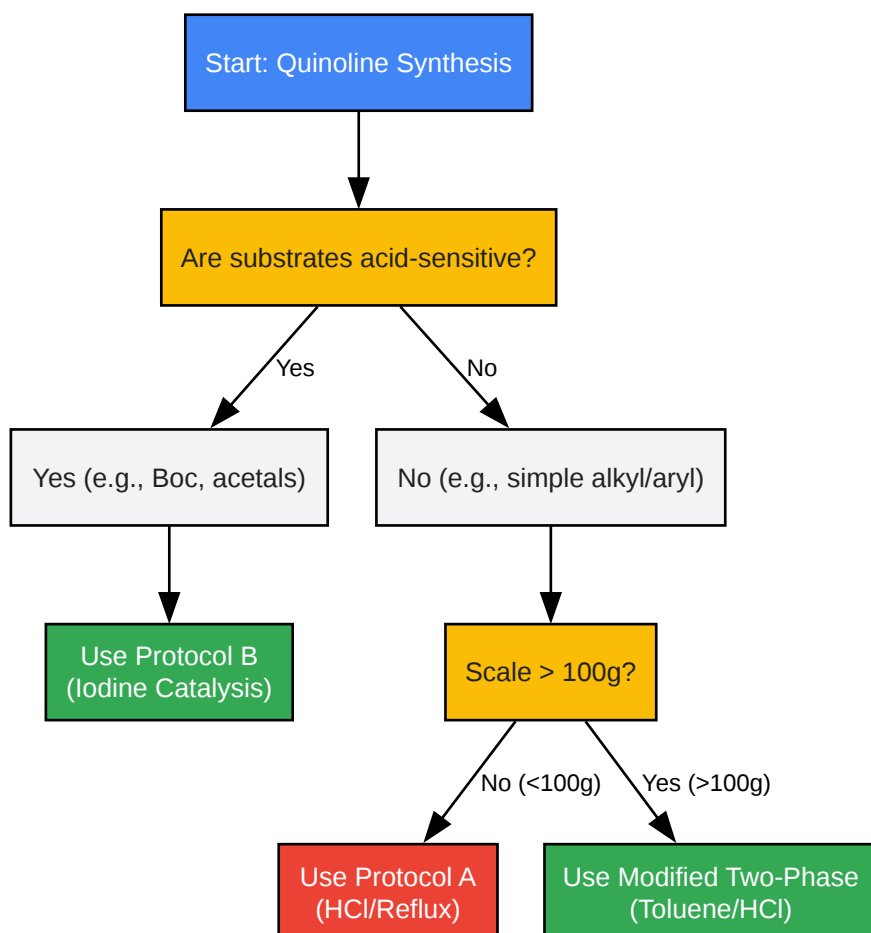 Start: Quinoline Synthesis
Are substrates acid-sensitive?
Yes
No
Yes (e.g., Boc, acetals)
No (e.g., simple alkyl/aryl)
Use Protocol B
(Iodine Catalysis)
Scale > 100g?
No (<100g)
Yes (>100g)
Use Protocol A
(HCl/Reflux)
Use Modified Two-Phase
(Toluene/HCl)